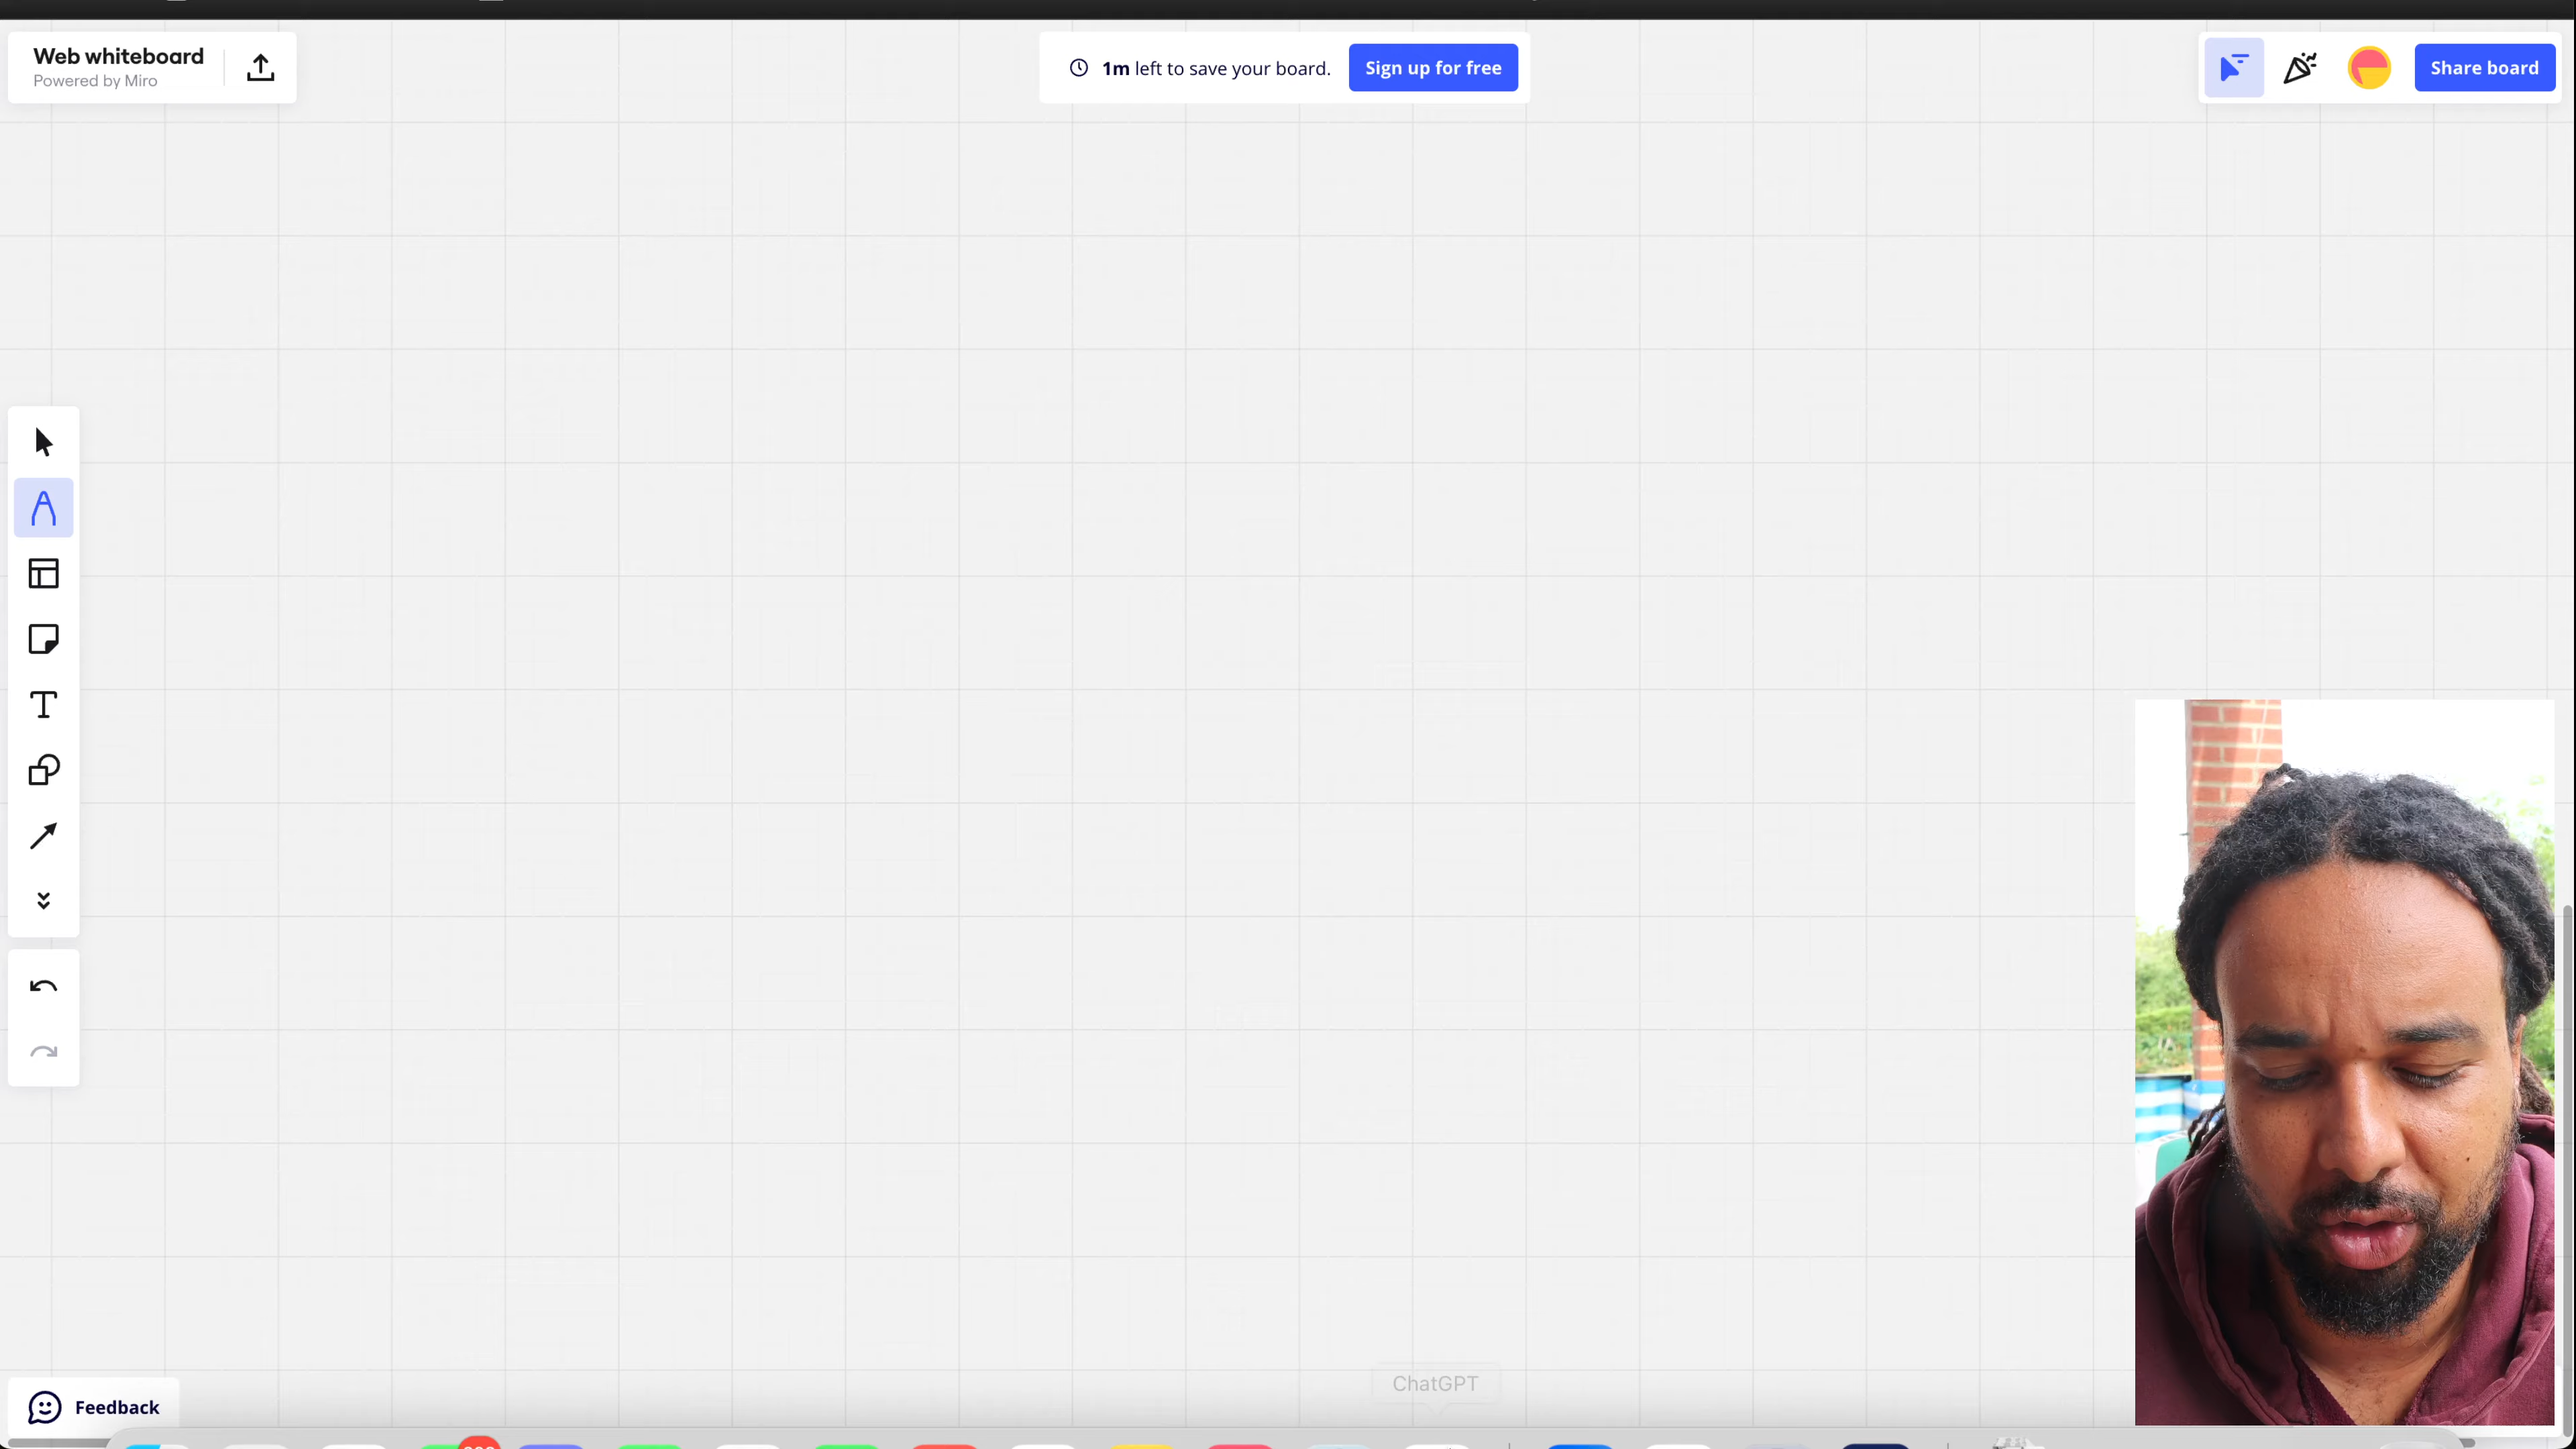 Web whiteboard
Powered by Miro
1m left to save your board.
Sign up for free
Share board
Feedback
ChatGPT